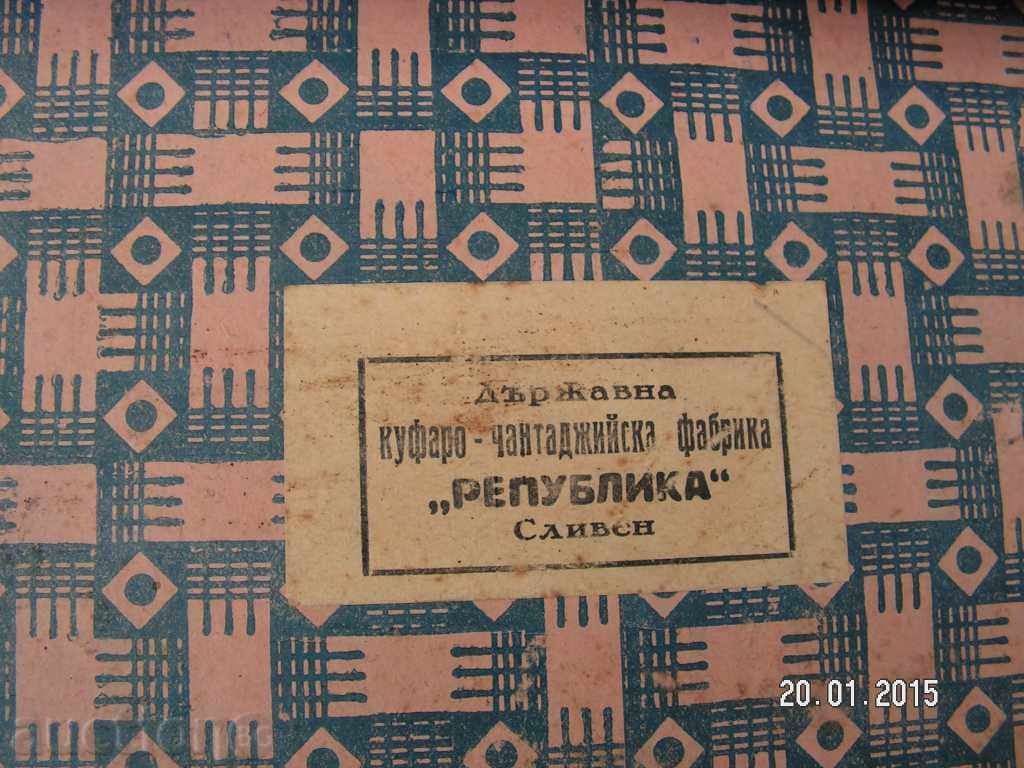 Държавна
куфаро - чантаджийска фабрика
„РЕПУБЛИКА“
Сливен
20.01.2015